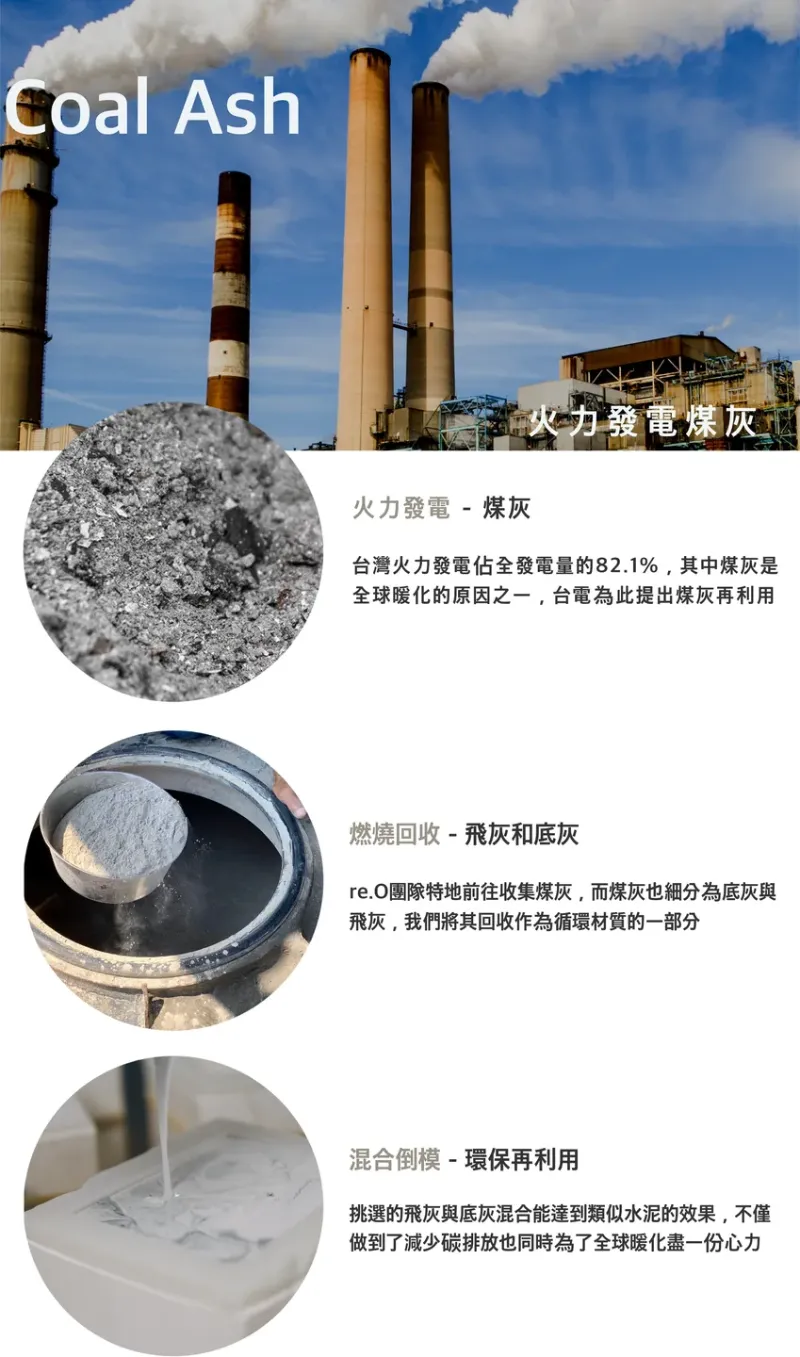 Coal Ash
火力發電煤灰
火力發電 - 煤灰
台灣火力發電佔全發電量的82.1%，其中煤灰是
全球暖化的原因之一，台電為此提出煤灰再利用
燃燒回收 - 飛灰和底灰
re.O團隊特地前往收集煤灰，而煤灰也細分為底灰與
飛灰，我們將其回收作為循環材質的一部分
混合倒模 - 環保再利用
挑選的飛灰與底灰混合能達到類似水泥的效果，不僅
做到了減少碳排放也同時為了全球暖化盡一份心力